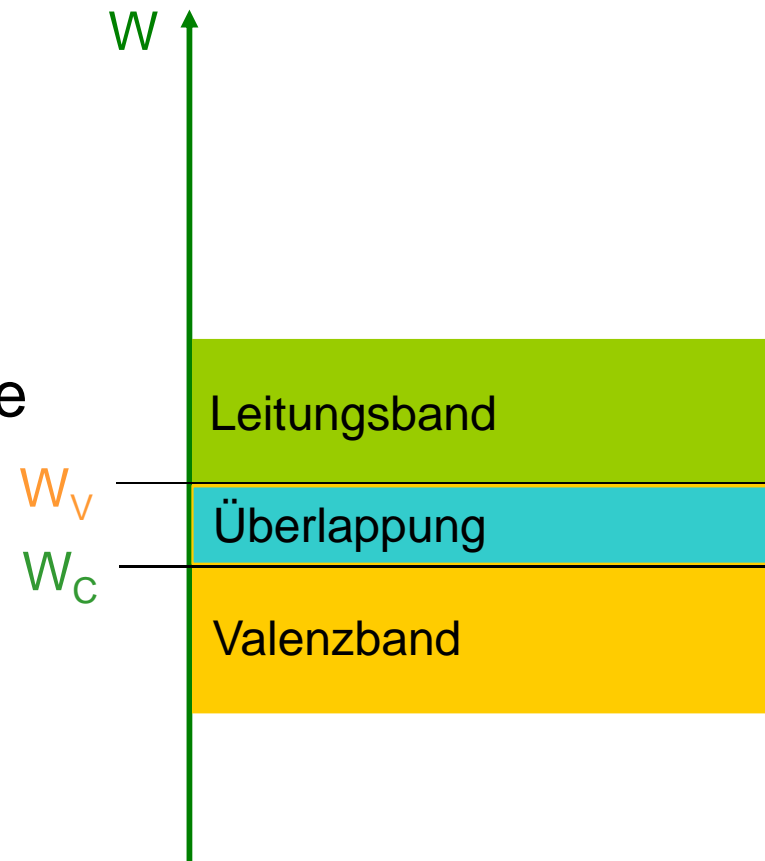 W
e
Leitungsband
W_V
Überlappung
W_C
Valenzband